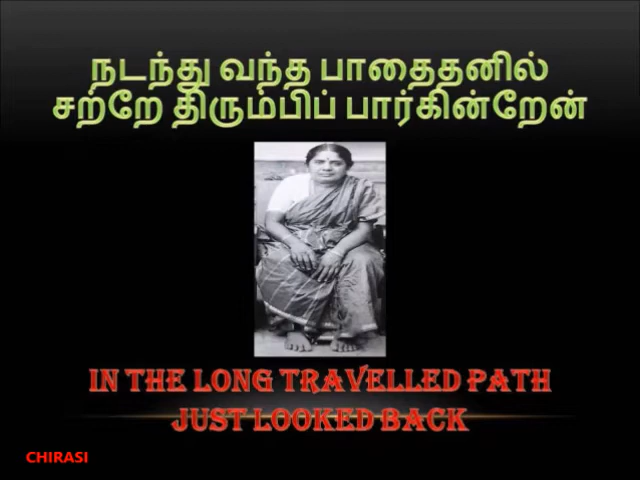 நடந்து வந்த பாதைதனில்
சற்றே திரும்பிப் பார்கின்றேன்
IN THE LONG TRAVELLED PATH
JUST LOOKED BACK
CHIRASI